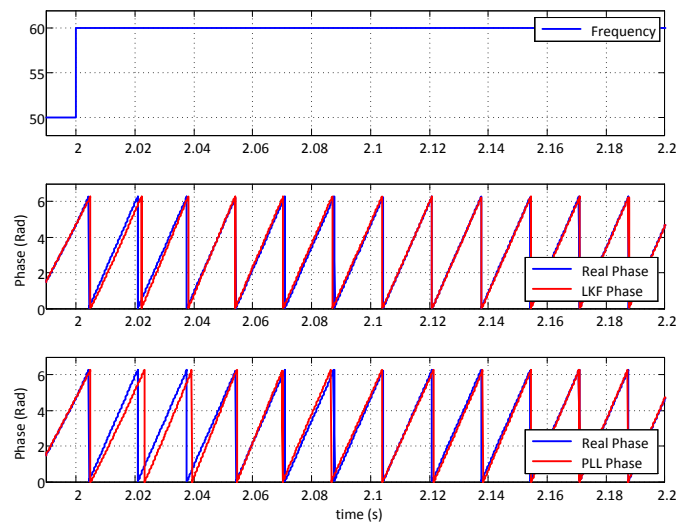 60
55
50
Frequency
2 2.02 2.04 2.06 2.08 2.1 2.12 2.14 2.16 2.18 2.2
Phase (Rad)
6
4
2
0
Real Phase
LKF Phase
2 2.02 2.04 2.06 2.08 2.1 2.12 2.14 2.16 2.18 2.2
Phase (Rad)
6
4
2
0
Real Phase
PLL Phase
2 2.02 2.04 2.06 2.08 2.1 2.12 2.14 2.16 2.18 2.2
time (s)